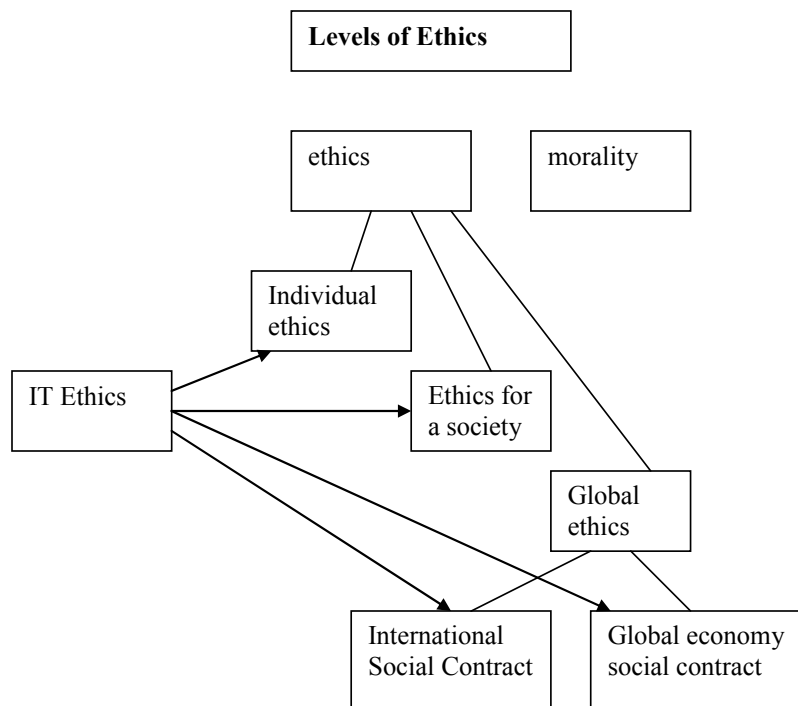 Levels of Ethics
ethics
morality
Individual
ethics
IT Ethics
Ethics for
a society
Global
ethics
International
Social Contract
Global economy
social contract